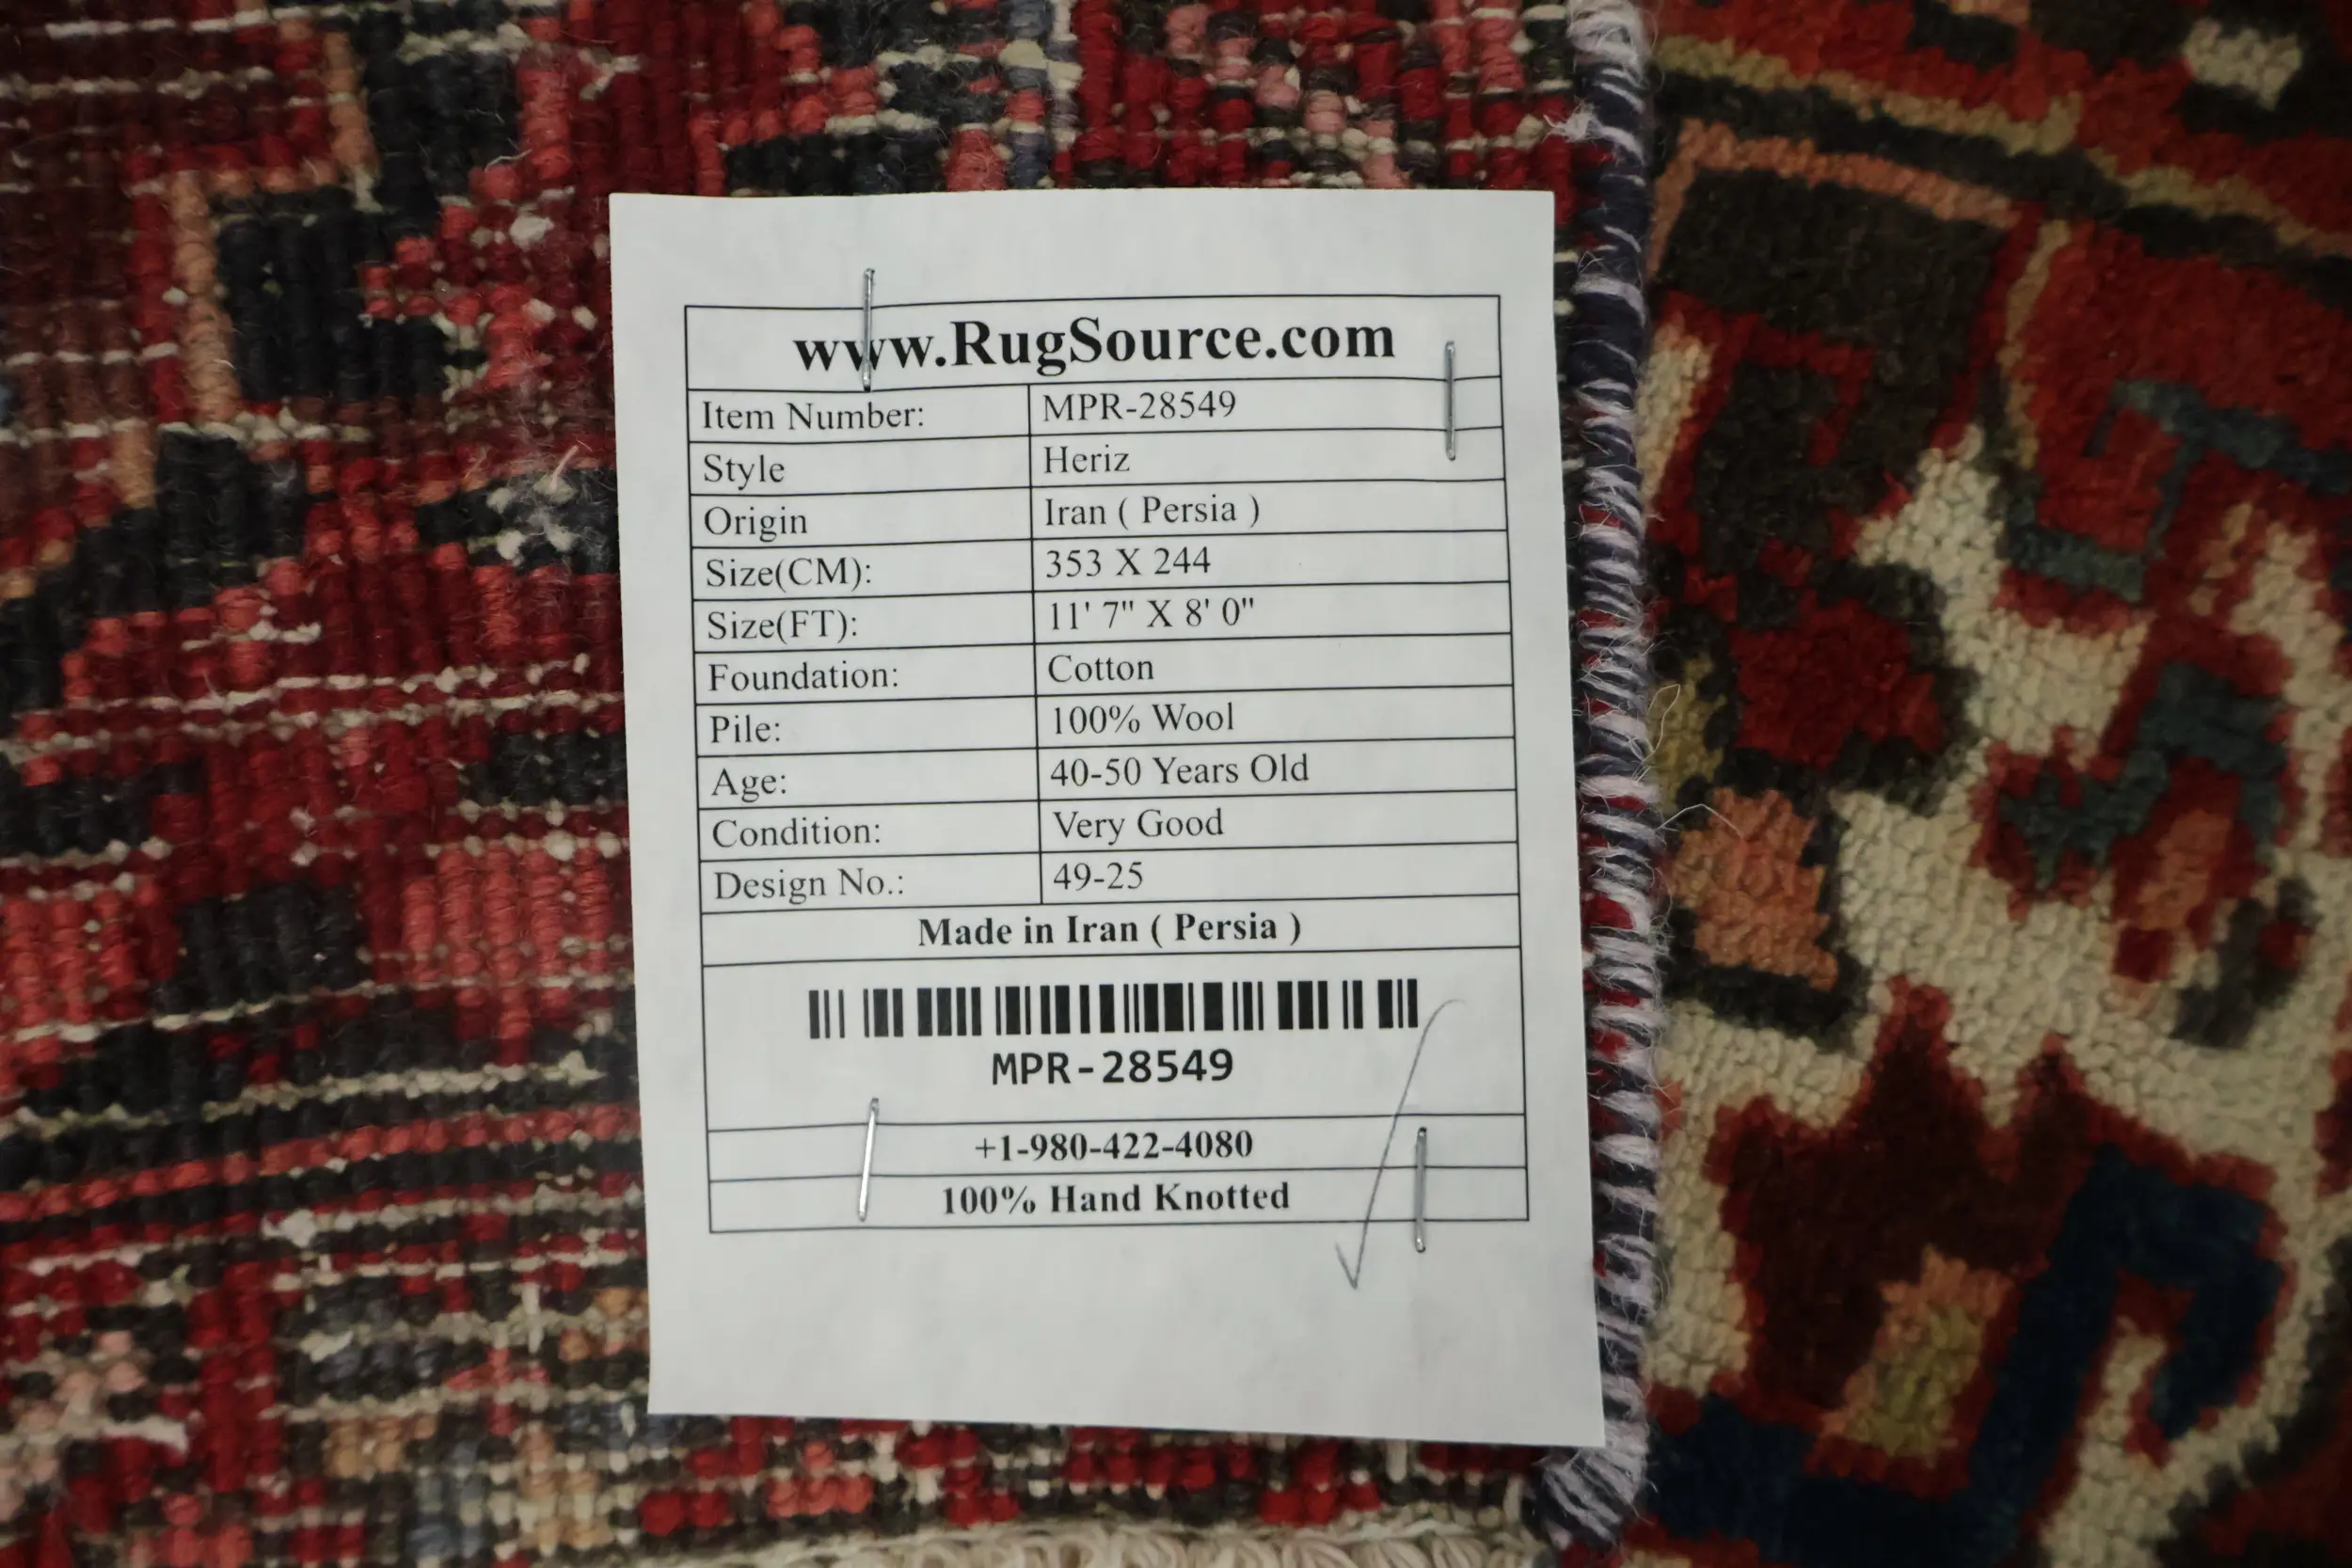 www.RugSource.com
Item Number: MPR-28549
Style Heriz
Origin Iran ( Persia )
Size(CM): 353 X 244
Size(FT): 11' 7" X 8' 0"
Foundation: Cotton
Pile: 100% Wool
Age: 40-50 Years Old
Condition: Very Good
Design No.: 49-25
Made in Iran ( Persia )
MPR-28549
+1-980-422-4080
100% Hand Knotted